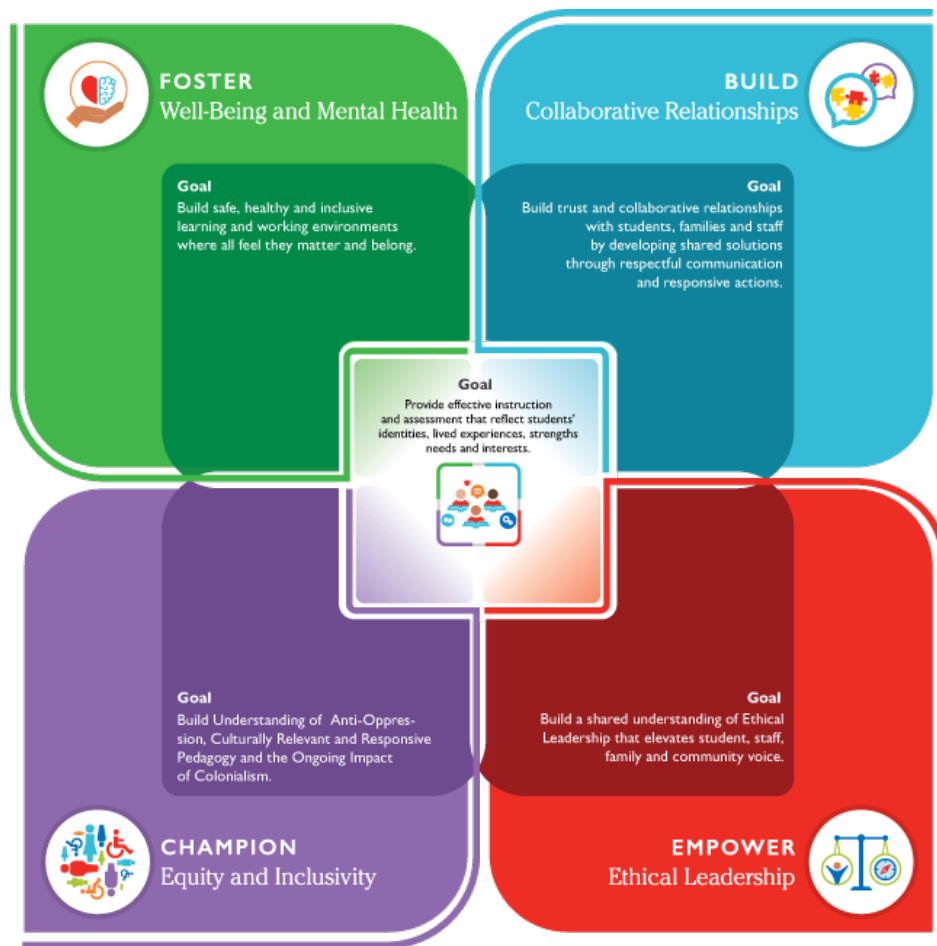 FOSTER
Well-Being and Mental Health
Goal
Build safe, healthy and inclusive
learning and working environments
where all feel they matter and belong.
BUILD
Collaborative Relationships
Goal
Build trust and collaborative relationships
with students, families and staff
by developing shared solutions
through respectful communication
and responsive actions.
Goal
Provide effective instruction
and assessment that reflect students'
identities, lived experiences, strengths
needs and interests.
Goal
Build Understanding of Anti-Oppres-
sion, Culturally Relevant and Responsive
Pedagogy and the Ongoing Impact
of Colonialism.
CHAMPION
Equity and Inclusivity
Goal
Build a shared understanding of Ethical
Leadership that elevates student, staff,
family and community voice.
EMPOWER
Ethical Leadership